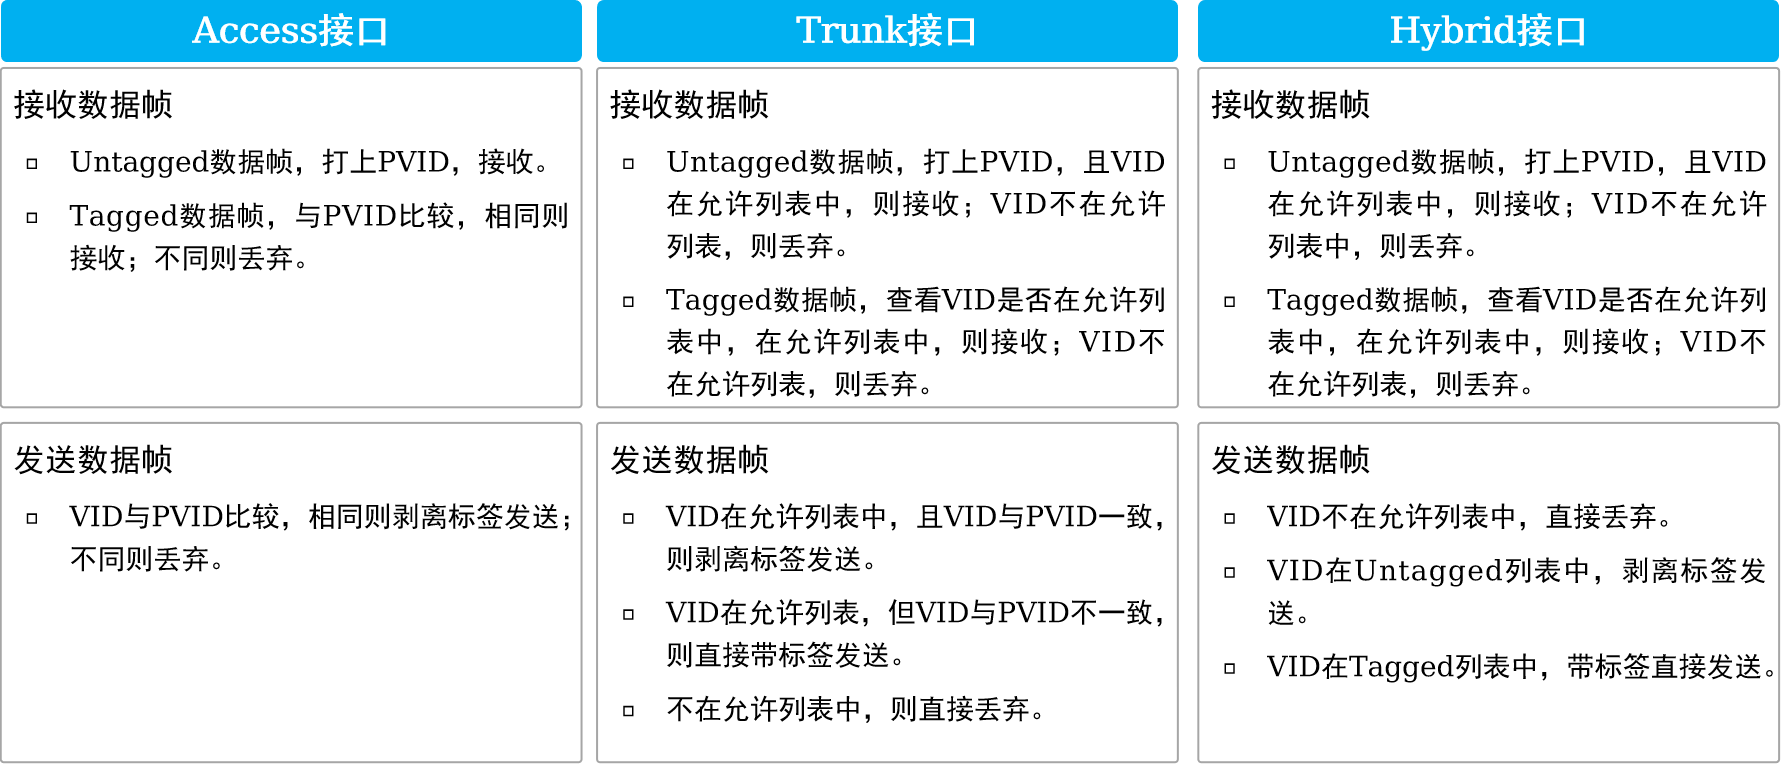 Access接口
接收数据帧
Untagged数据帧，打上PVID，接收。
Tagged数据帧，与PVID比较，相同则
接收；不同则丢弃。
发送数据帧
VID与PVID比较，相同则剥离标签发送；
不同则丢弃。
Trunk接口
接收数据帧
Untagged数据帧，打上PVID，且VID
在允许列表中，则接收；VID不在允许
列表，则丢弃。
Tagged数据帧，查看VID是否在允许列
表中，在允许列表中，则接收；VID不
在允许列表，则丢弃。
发送数据帧
VID在允许列表中，且VID与PVID一致，
则剥离标签发送。
VID在允许列表，但VID与PVID不一致，
则直接带标签发送。
不在允许列表中，则直接丢弃。
Hybrid接口
接收数据帧
Untagged数据帧，打上PVID，且VID
在允许列表中，则接收；VID不在允许
列表中，则丢弃。
Tagged数据帧，查看VID是否在允许列
表中，在允许列表中，则接收；VID不
在允许列表，则丢弃。
发送数据帧
VID不在允许列表中，直接丢弃。
VID在Untagged列表中，剥离标签发
送。
VID在Tagged列表中，带标签直接发送。